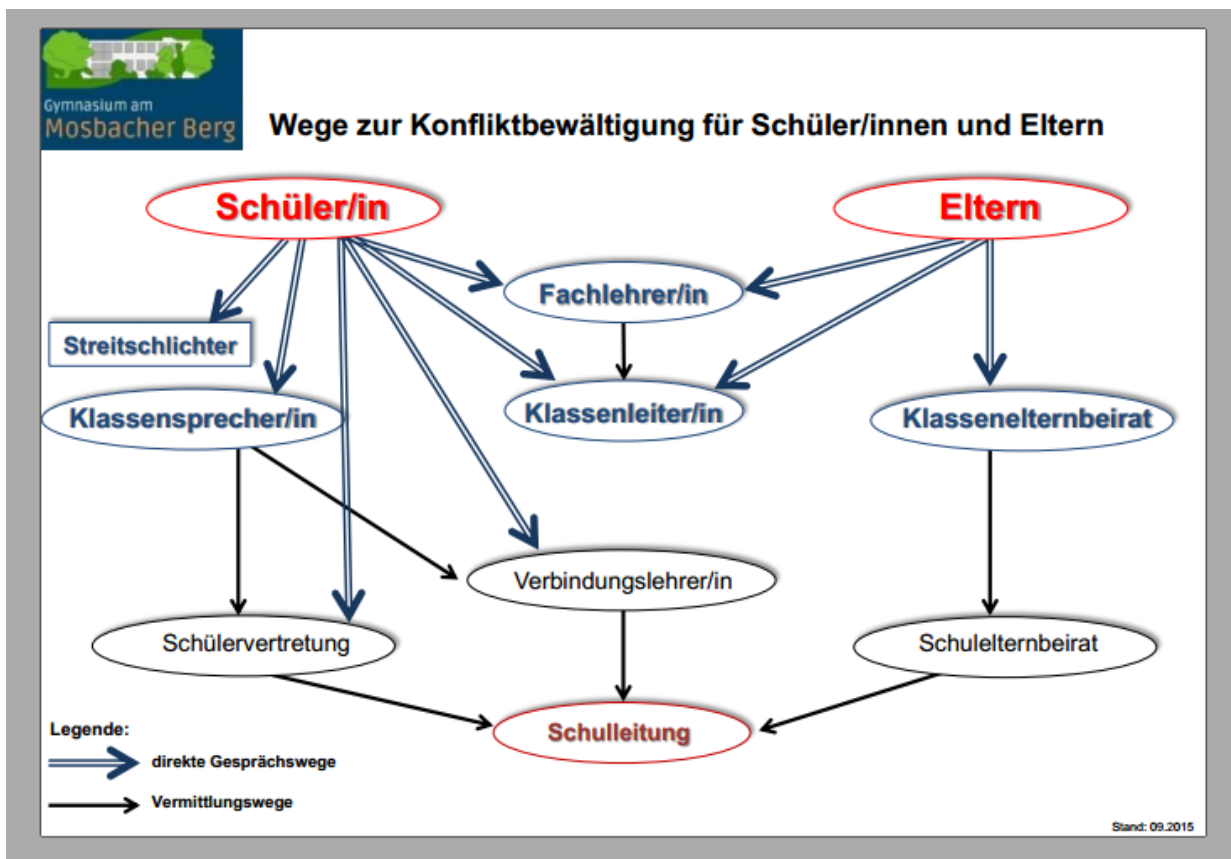 Gymnasium am
Mosbacher Berg
Wege zur Konfliktbewältigung für Schüler/innen und Eltern
Schüler/in
Eltern
Fachlehrer/in
Streitschlichter
Klassensprecher/in
Klassenleiter/in
Klassenelternbeirat
Verbindungslehrer/in
Schülervertretung
Schulelternbeirat
Schulleitung
Legende:
direkte Gesprächswege
Vermittlungswege
Stand: 09.2015